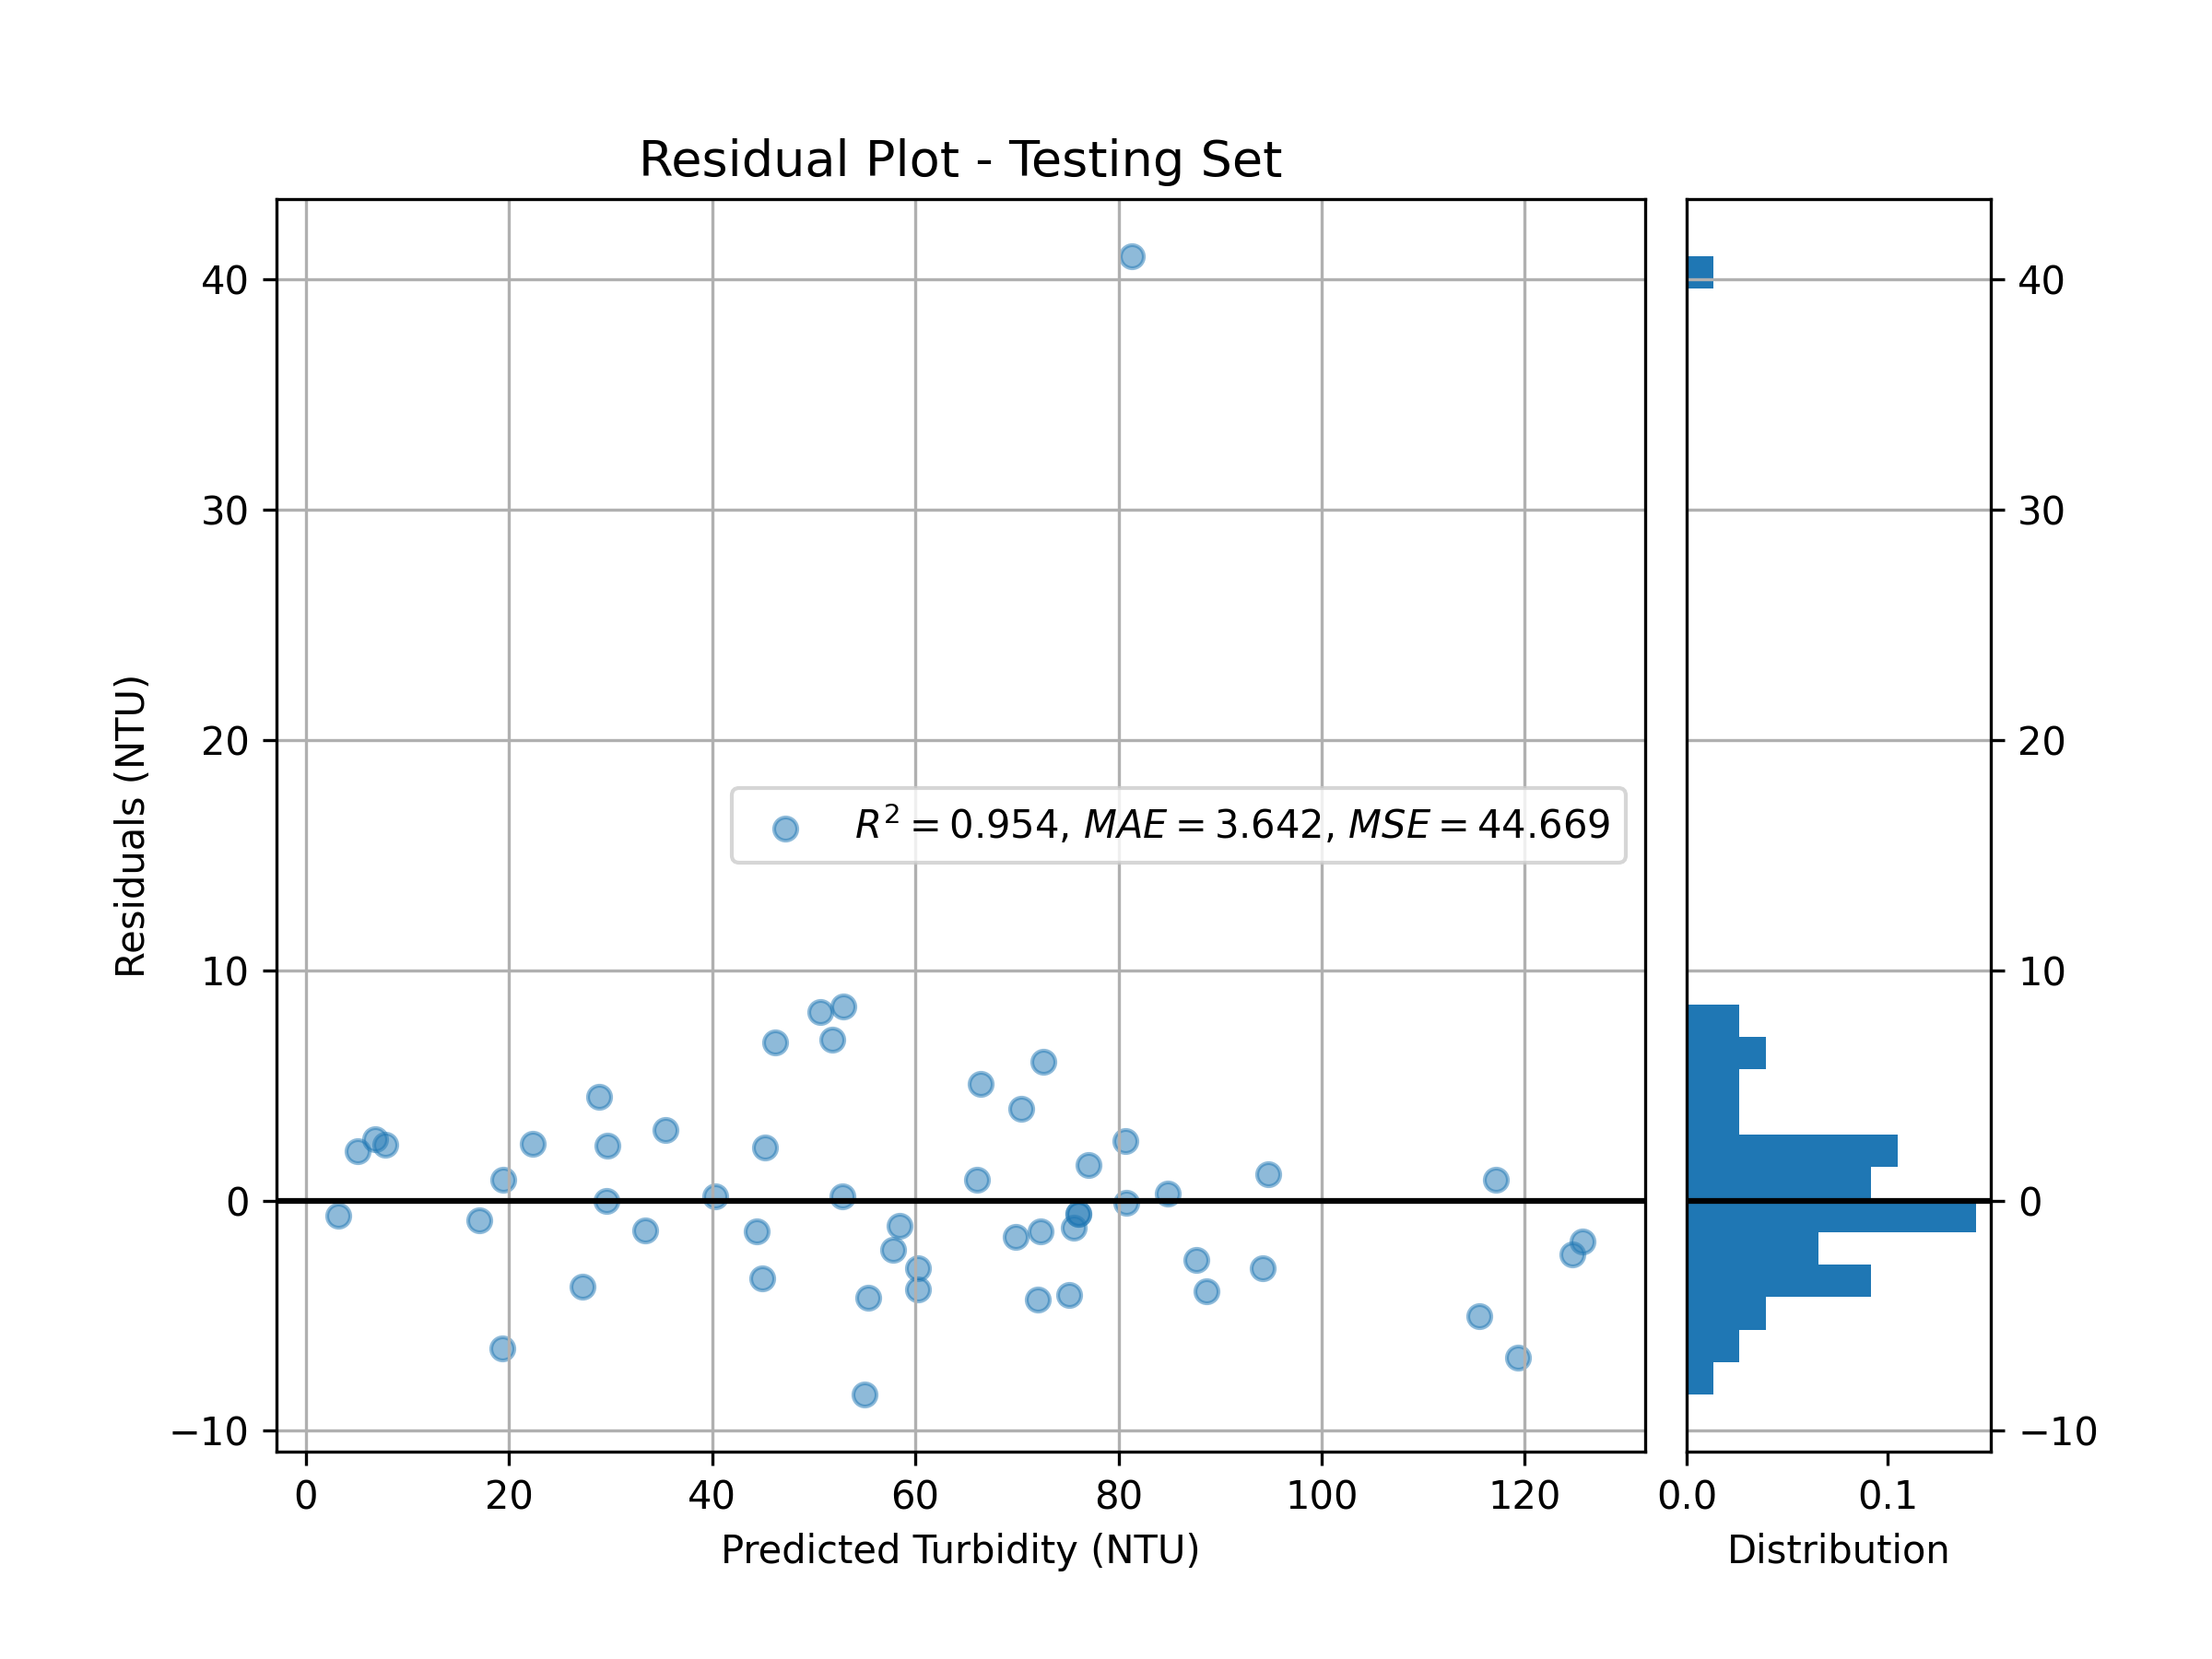 Residual Plot - Testing Set
Residuals (NTU)
40
30
20
10
0
−10
R² = 0.954, MAE = 3.642, MSE = 44.669
0 20 40 60 80 100 120
Predicted Turbidity (NTU)
40
30
20
10
0
−10
0.0 0.1
Distribution